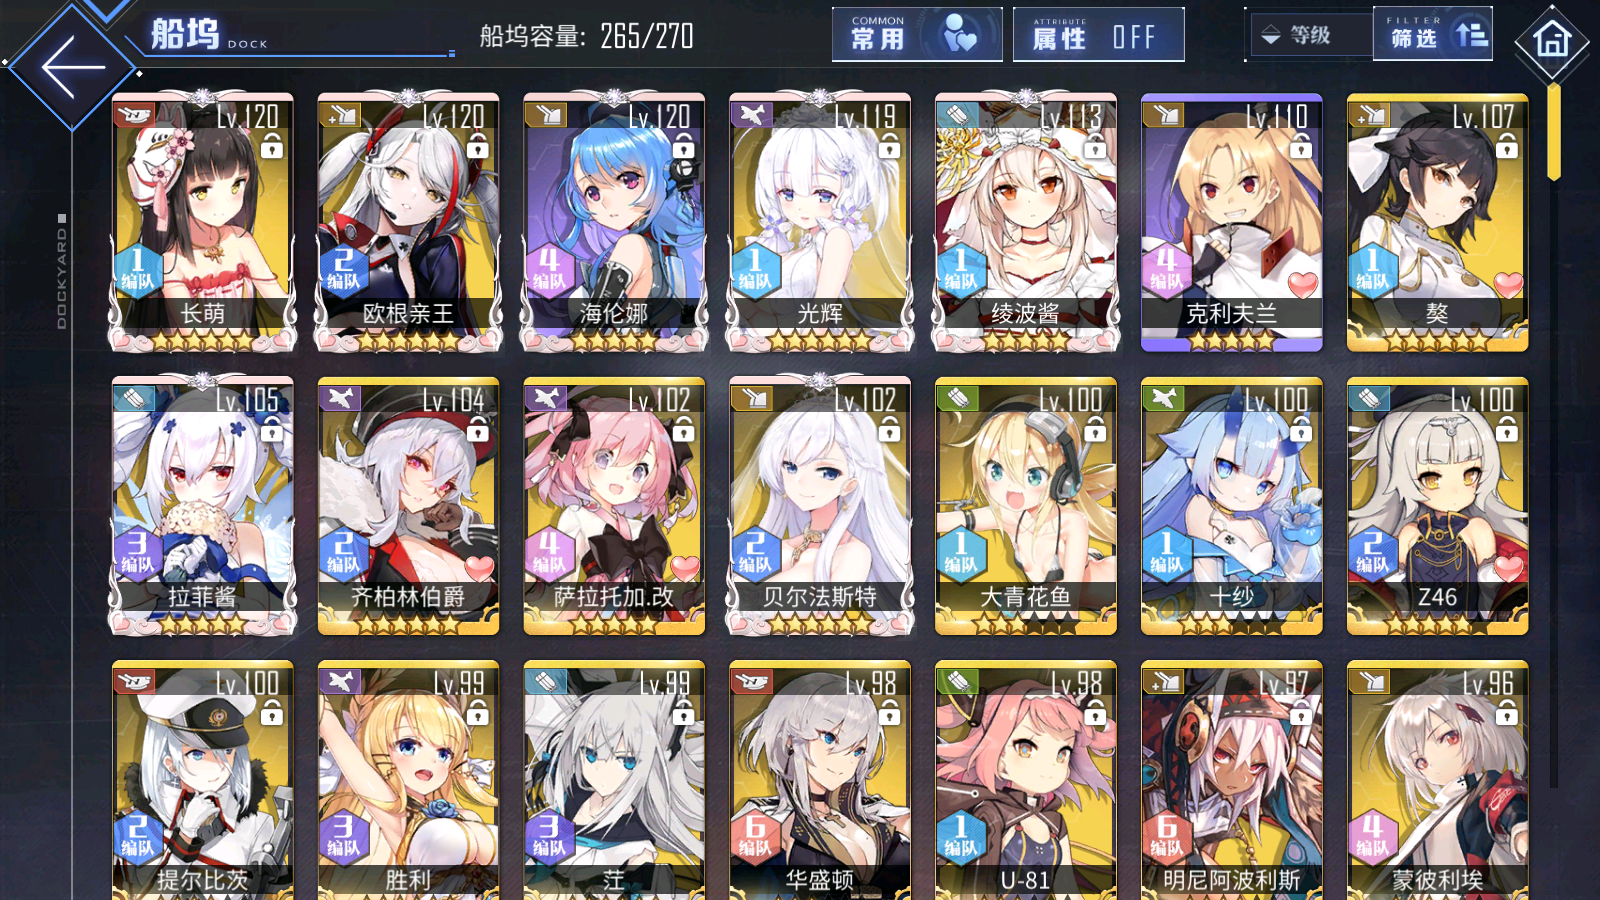 船坞 DOCK
船坞容量: 265/270
COMMON
常用
ATTRIBUTE
属性 OFF
等级
FILTER
筛选
DOCKYARD
Lv.120
1
编队
长萌
Lv.120
2
编队
欧根亲王
Lv.120
4
编队
海伦娜
Lv.119
1
编队
光辉
Lv.113
1
编队
绫波酱
Lv.110
4
编队
克利夫兰
Lv.107
1
编队
鳌
Lv.105
3
编队
拉菲酱
Lv.104
2
编队
齐柏林伯爵
Lv.102
4
编队
萨拉托加.改
Lv.102
2
编队
贝尔法斯特
Lv.100
1
编队
大青花鱼
Lv.100
1
编队
十纱
Lv.100
2
编队
Z46
Lv.100
2
编队
提尔比茨
Lv.99
3
编队
胜利
Lv.99
3
编队
Lv.98
6
编队
华盛顿
Lv.98
1
编队
U-81
Lv.97
6
编队
明尼阿波利斯
Lv.96
4
编队
蒙彼利埃